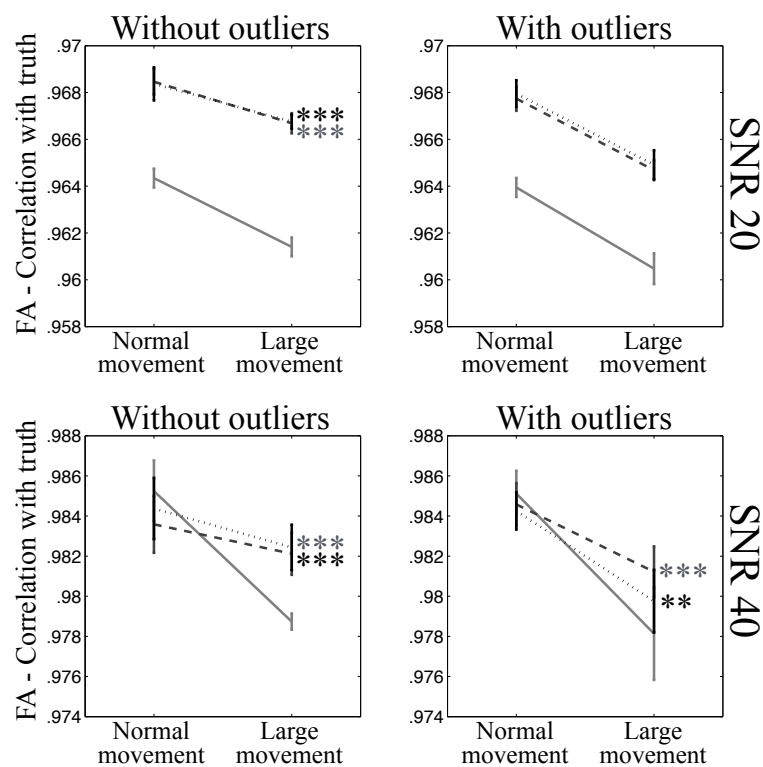 Without outliers
With outliers
FA - Correlation with truth
.97
.968
.966
.964
.962
.96
.958
***
***
Normal movement
Large movement
.97
.968
.966
.964
.962
.96
.958
Normal movement
Large movement
SNR 20
Without outliers
With outliers
FA - Correlation with truth
.988
.986
.984
.982
.98
.978
.976
.974
***
***
Normal movement
Large movement
.988
.986
.984
.982
.98
.978
.976
.974
***
**
Normal movement
Large movement
SNR 40